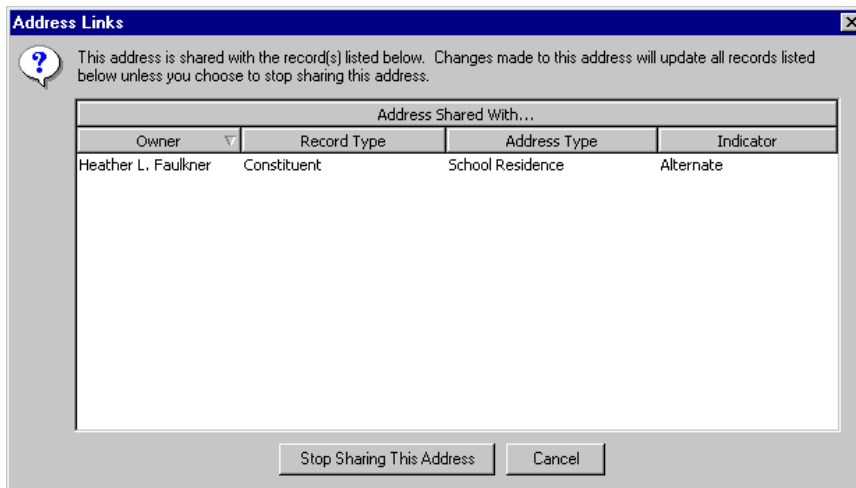 Address Links
This address is shared with the record(s) listed below.  Changes made to this address will update all records listed
below unless you choose to stop sharing this address.
Address Shared With...
Owner Record Type Address Type Indicator
Heather L. Faulkner Constituent School Residence Alternate
Stop Sharing This Address Cancel